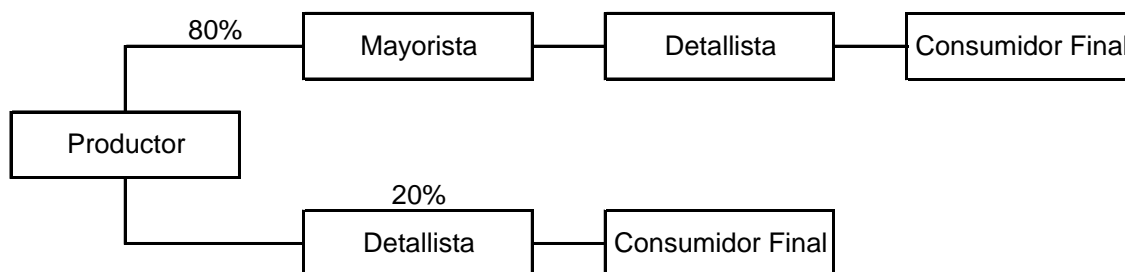 80%
Mayorista
Detallista
Consumidor Final
Productor
20%
Detallista
Consumidor Final